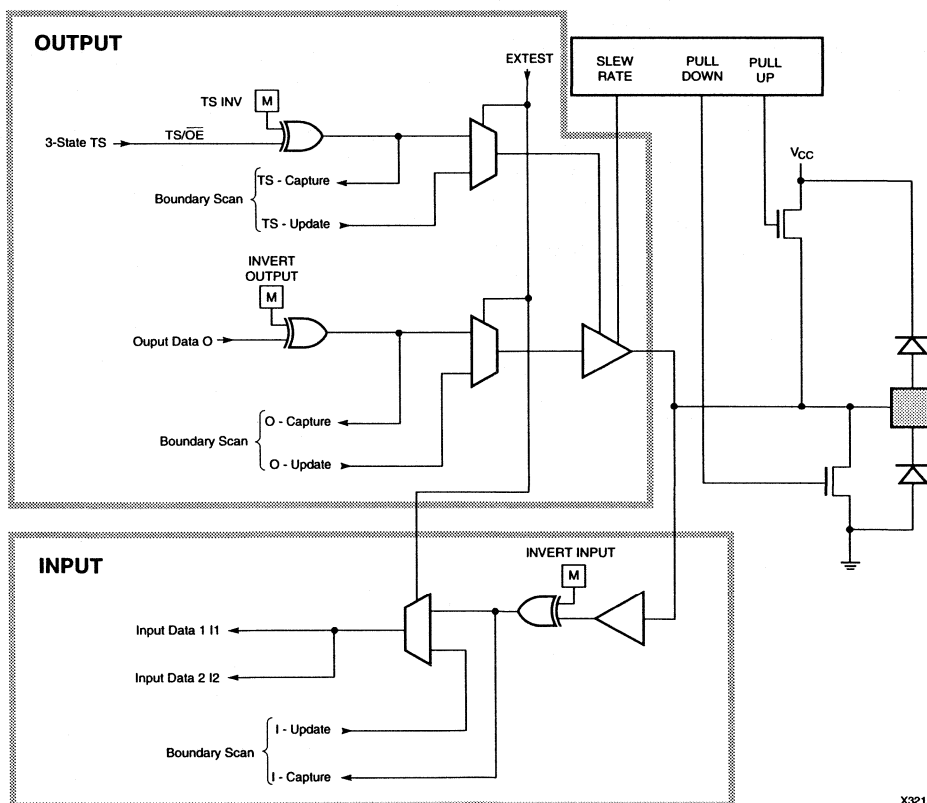 OUTPUT
EXTEST
SLEW RATE
PULL DOWN
PULL UP
TS INV
M
3-State TS
TS/OE
VCC
TS - Capture
Boundary Scan
TS - Update
INVERT OUTPUT
M
Ouput Data O
O - Capture
Boundary Scan
O - Update
INPUT
INVERT INPUT
M
Input Data 1 I1
Input Data 2 I2
I - Update
Boundary Scan
I - Capture
X321